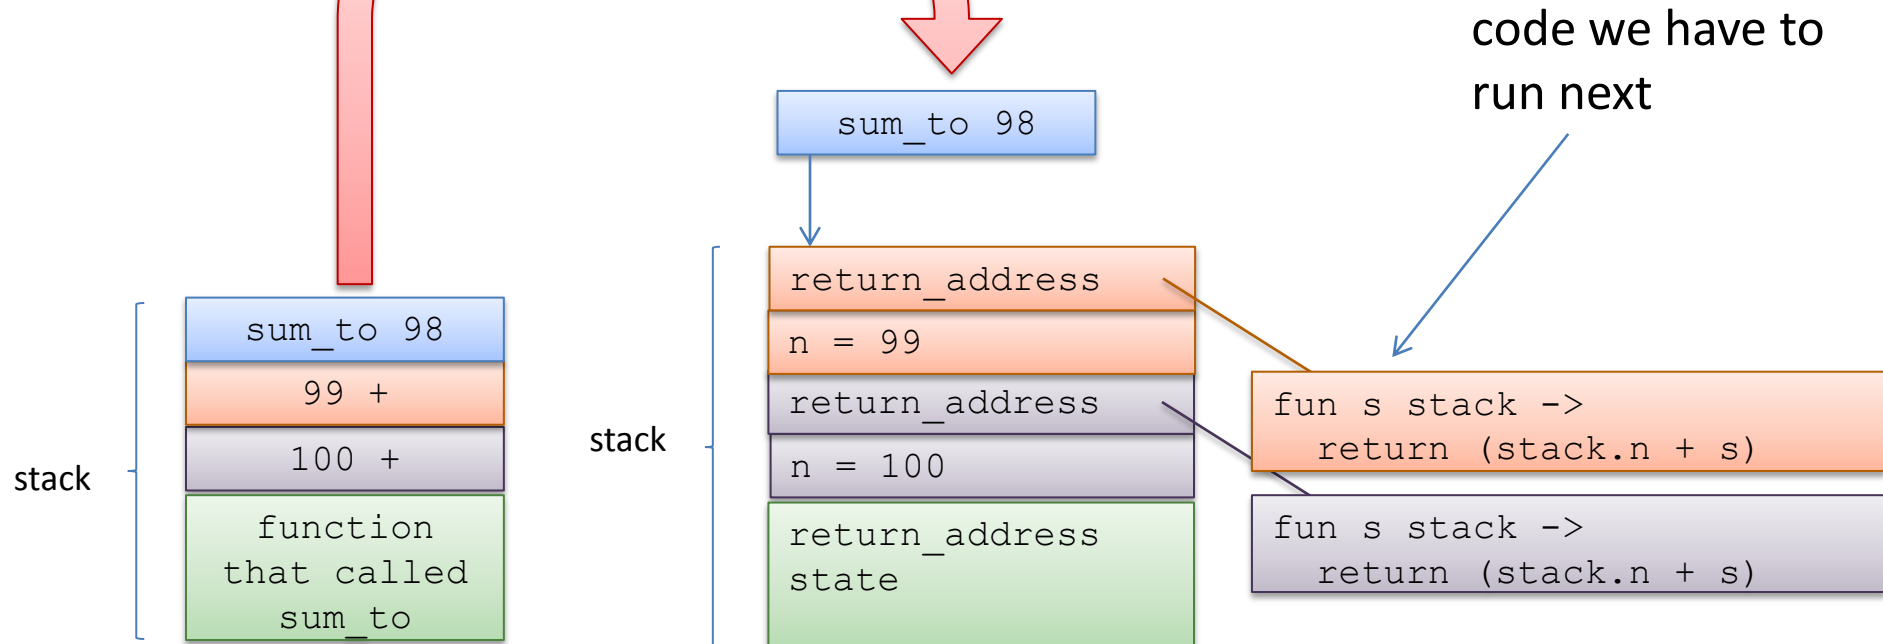 code we have to
run next
sum_to 98
stack
sum_to 98
99 +
100 +
function
that called
sum_to
stack
return_address
n = 99
return_address
n = 100
return_address
state
fun s stack ->
return (stack.n + s)
fun s stack ->
return (stack.n + s)